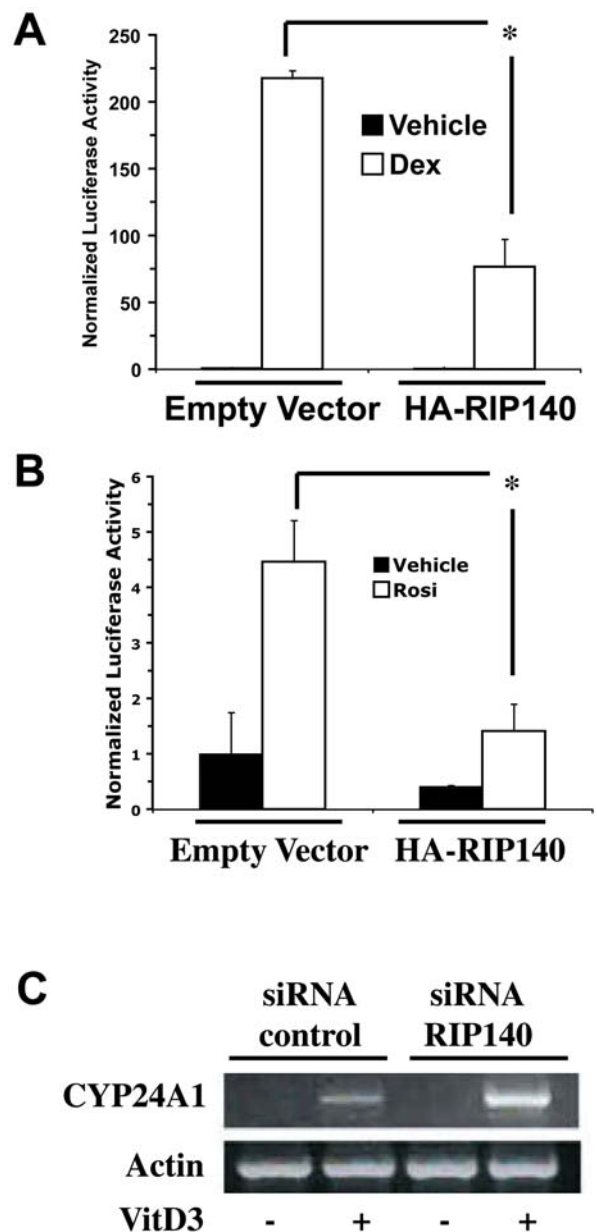 A
250
200
150
100
50
0
Normalized Luciferase Activity
*
Vehicle
Dex
Empty Vector HA-RIP140
B
6
5
4
3
2
1
0
Normalized Luciferase Activity
*
Vehicle
Rosi
Empty Vector HA-RIP140
C
siRNA control
siRNA RIP140
CYP24A1
Actin
VitD3 - + - +